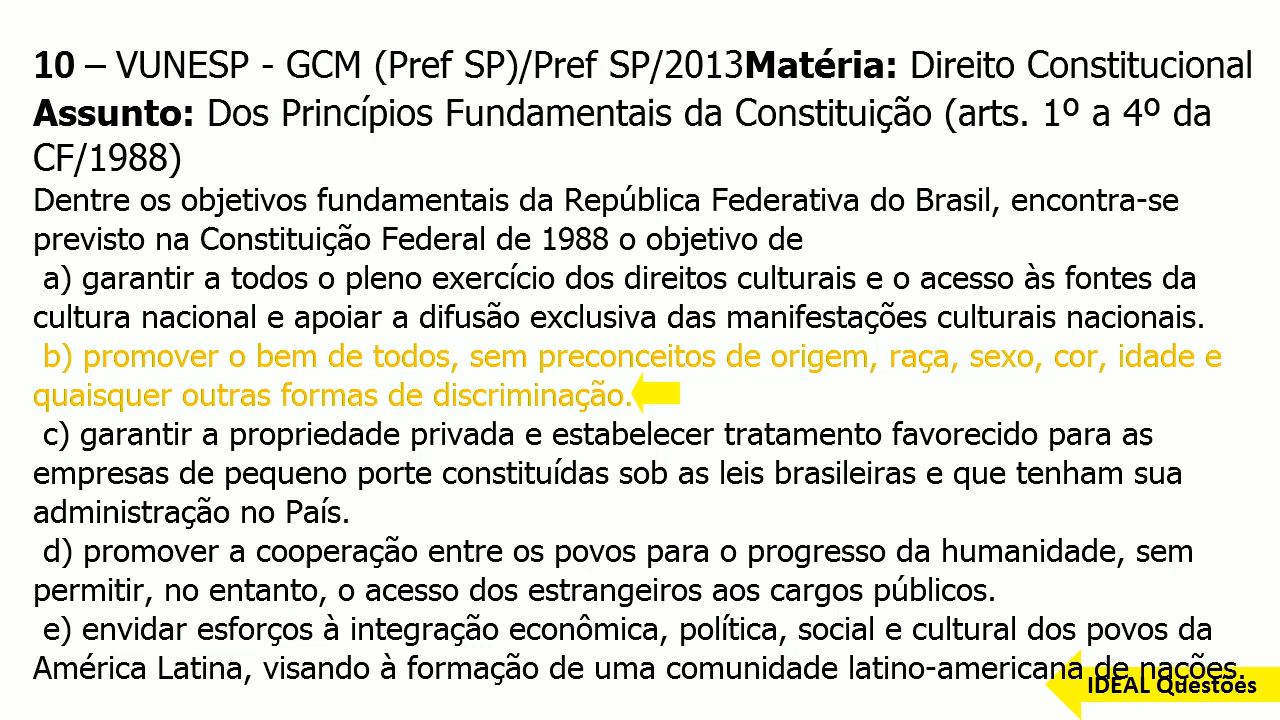 10 – VUNESP - GCM (Pref SP)/Pref SP/2013Matéria: Direito Constitucional
Assunto: Dos Princípios Fundamentais da Constituição (arts. 1º a 4º da
CF/1988)
Dentre os objetivos fundamentais da República Federativa do Brasil, encontra-se
previsto na Constituição Federal de 1988 o objetivo de
a) garantir a todos o pleno exercício dos direitos culturais e o acesso às fontes da
cultura nacional e apoiar a difusão exclusiva das manifestações culturais nacionais.
b) promover o bem de todos, sem preconceitos de origem, raça, sexo, cor, idade e
quaisquer outras formas de discriminação.
c) garantir a propriedade privada e estabelecer tratamento favorecido para as
empresas de pequeno porte constituídas sob as leis brasileiras e que tenham sua
administração no País.
d) promover a cooperação entre os povos para o progresso da humanidade, sem
permitir, no entanto, o acesso dos estrangeiros aos cargos públicos.
e) envidar esforços à integração econômica, política, social e cultural dos povos da
América Latina, visando à formação de uma comunidade latino-americana de nações.
IDEAL Questões